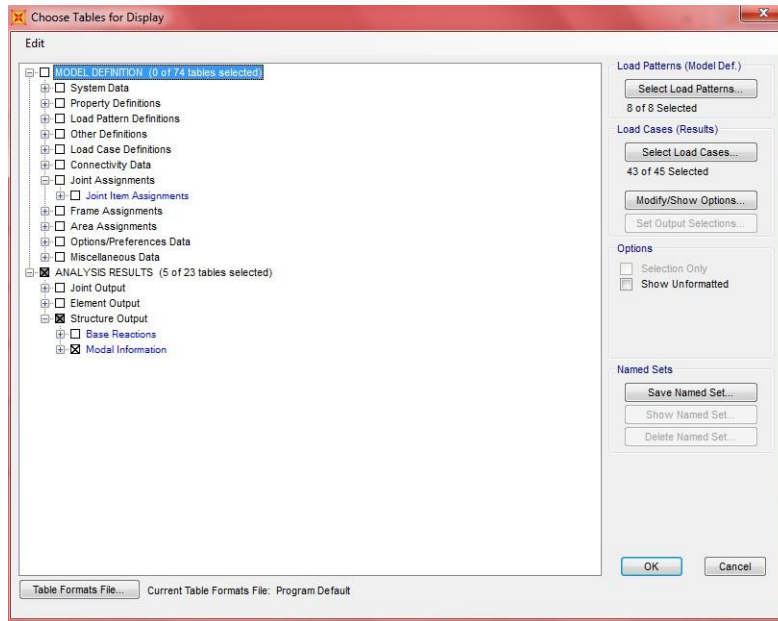 Choose Tables for Display
Edit
MODEL DEFINITION (0 of 74 tables selected)
System Data
Property Definitions
Load Pattern Definitions
Other Definitions
Load Case Definitions
Connectivity Data
Joint Assignments
Joint Item Assignments
Frame Assignments
Area Assignments
Options/Preferences Data
Miscellaneous Data
ANALYSIS RESULTS (5 of 23 tables selected)
Joint Output
Element Output
Structure Output
Base Reactions
Modal Information
Load Patterns (Model Def.)
Select Load Patterns...
8 of 8 Selected
Load Cases (Results)
Select Load Cases...
43 of 45 Selected
Modify/Show Options...
Set Output Selections...
Options
Selection Only
Show Unformatted
Named Sets
Save Named Set...
Show Named Set...
Delete Named Set...
OK
Cancel
Table Formats File...
Current Table Formats File: Program Default